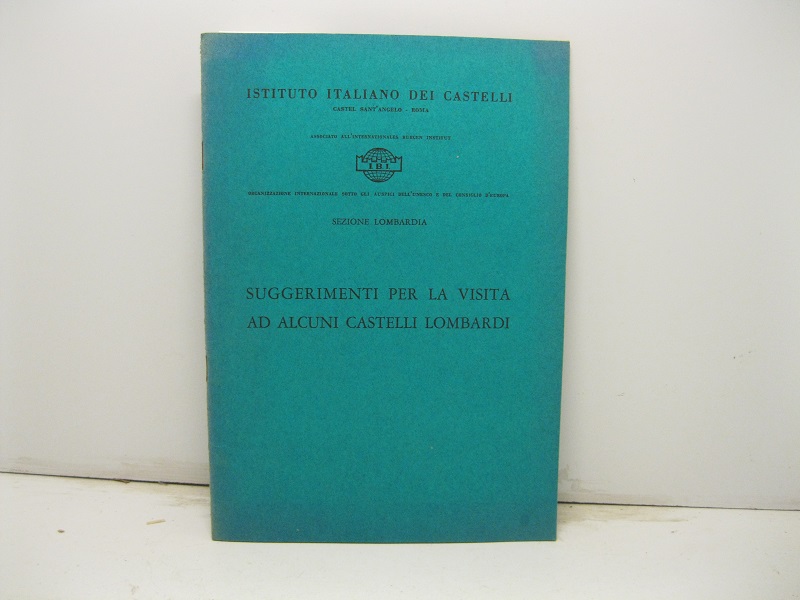 ISTITUTO ITALIANO DEI CASTELLI
CASTEL SANT'ANGELO - ROMA
ASSOCIATO ALL'INTERNATIONALES BURGEN INSTITUT
I.B.I.
ORGANIZZAZIONE INTERNAZIONALE SOTTO GLI AUSPICI DELL'UNESCO E DEL CONSIGLIO D'EUROPA
SEZIONE LOMBARDIA
SUGGERIMENTI PER LA VISITA
AD ALCUNI CASTELLI LOMBARDI